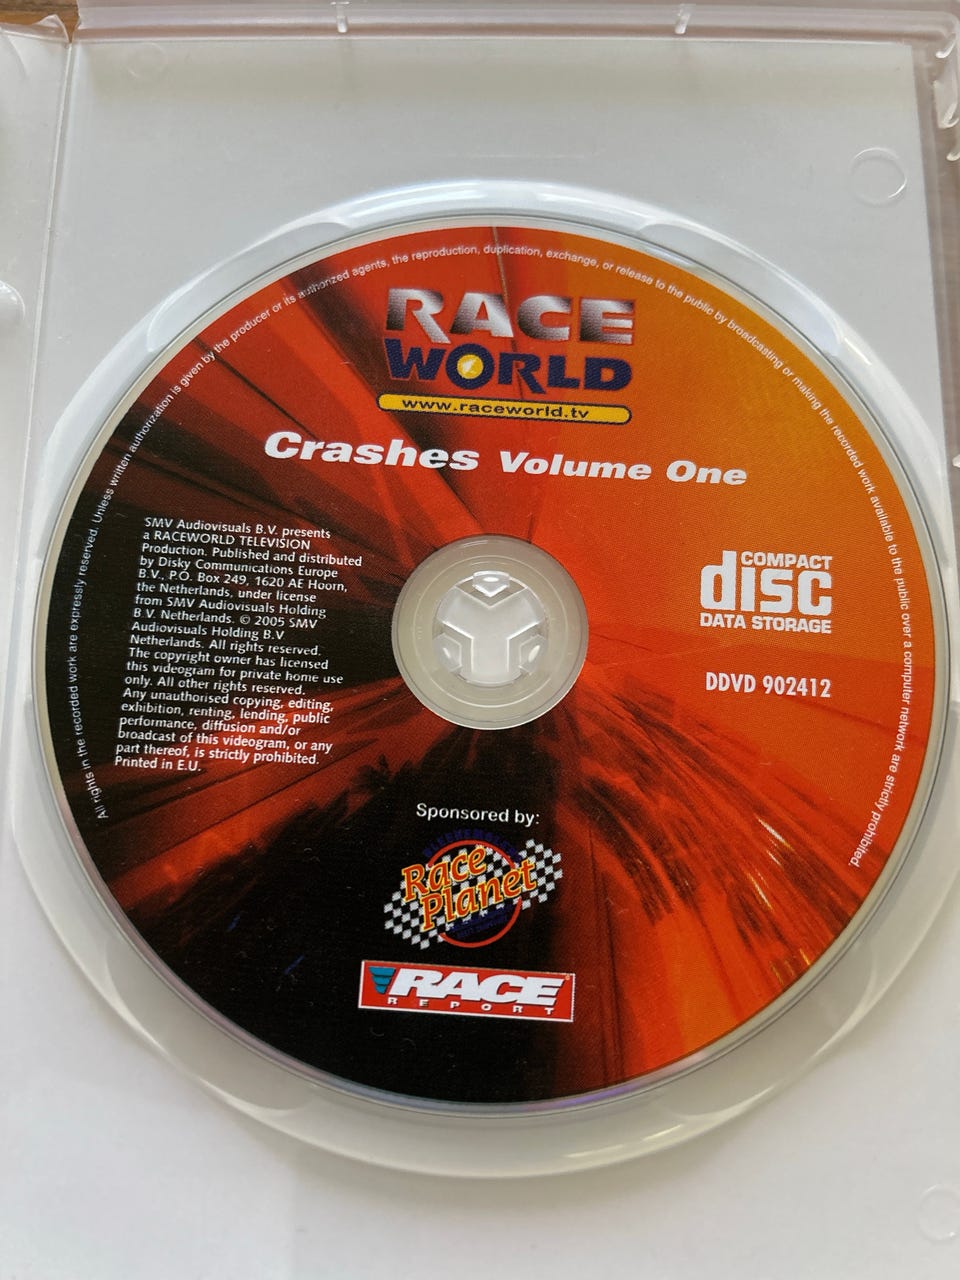 All rights in the recorded work are expressly reserved. Unless written authorization is given by the producer or its authorized agents, the reproduction, duplication, exchange, or release to the public by broadcasting or making the recorded work available to the public over a computer network are strictly prohibited.
RACE
WORLD
www.raceworld.tv
Crashes Volume One
SMV Audiovisuals B.V. presents
a RACEWORLD TELEVISION
Production. Published and distributed
by Disky Communications Europe
B.V., P.O. Box 249, 1620 AE Hoorn,
the Netherlands, under license
from SMV Audiovisuals Holding
B.V. Netherlands. © 2005 SMV
Audiovisuals Holding B.V
Netherlands. All rights reserved.
The copyright owner has licensed
this videogram for private home use
only. All other rights reserved.
Any unauthorised copying, editing,
exhibition, renting, lending, public
performance, diffusion and/or
broadcast of this videogram, or any
part thereof, is strictly prohibited.
Printed in E.U.
COMPACT
disc
DATA STORAGE
DDVD 902412
Sponsored by:
Race
Planet
RACE
REPORT